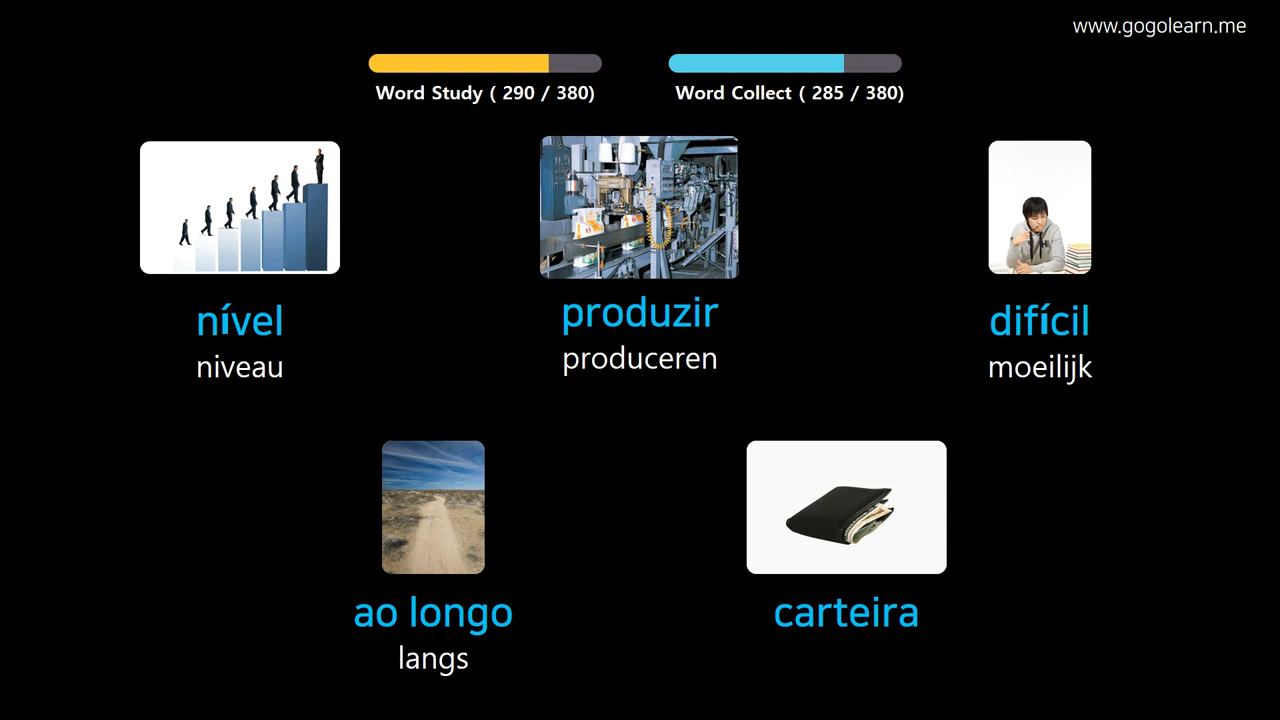 www.gogolearn.me
Word Study ( 290 / 380)
Word Collect ( 285 / 380)
nível
niveau
produzir
produceren
difícil
moeilijk
ao longo
langs
carteira